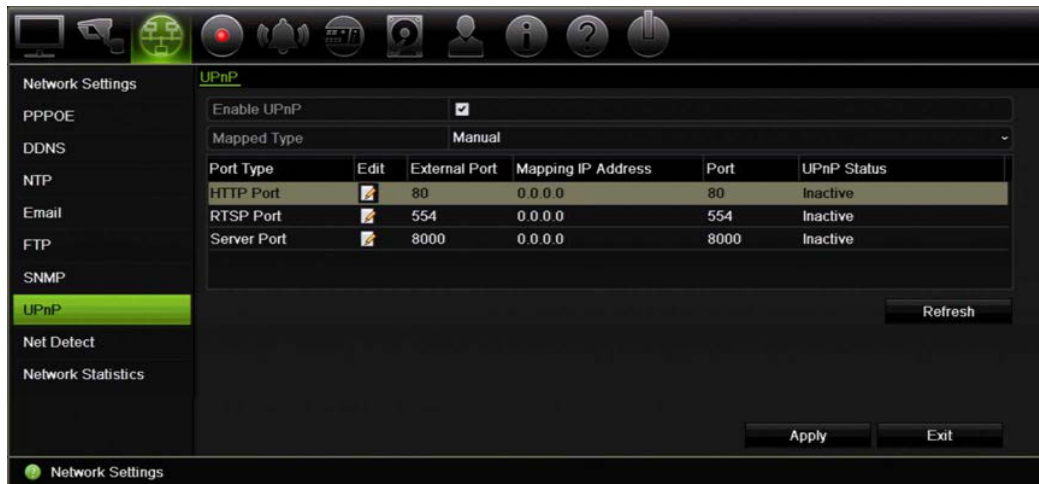 Network Settings
PPPOE
DDNS
NTP
Email
FTP
SNMP
UPnP
Net Detect
Network Statistics
UPnP
Enable UPnP
Mapped Type Manual
Port Type Edit External Port Mapping IP Address Port UPnP Status
HTTP Port 80 0.0.0.0 80 Inactive
RTSP Port 554 0.0.0.0 554 Inactive
Server Port 8000 0.0.0.0 8000 Inactive
Refresh
Apply Exit
Network Settings